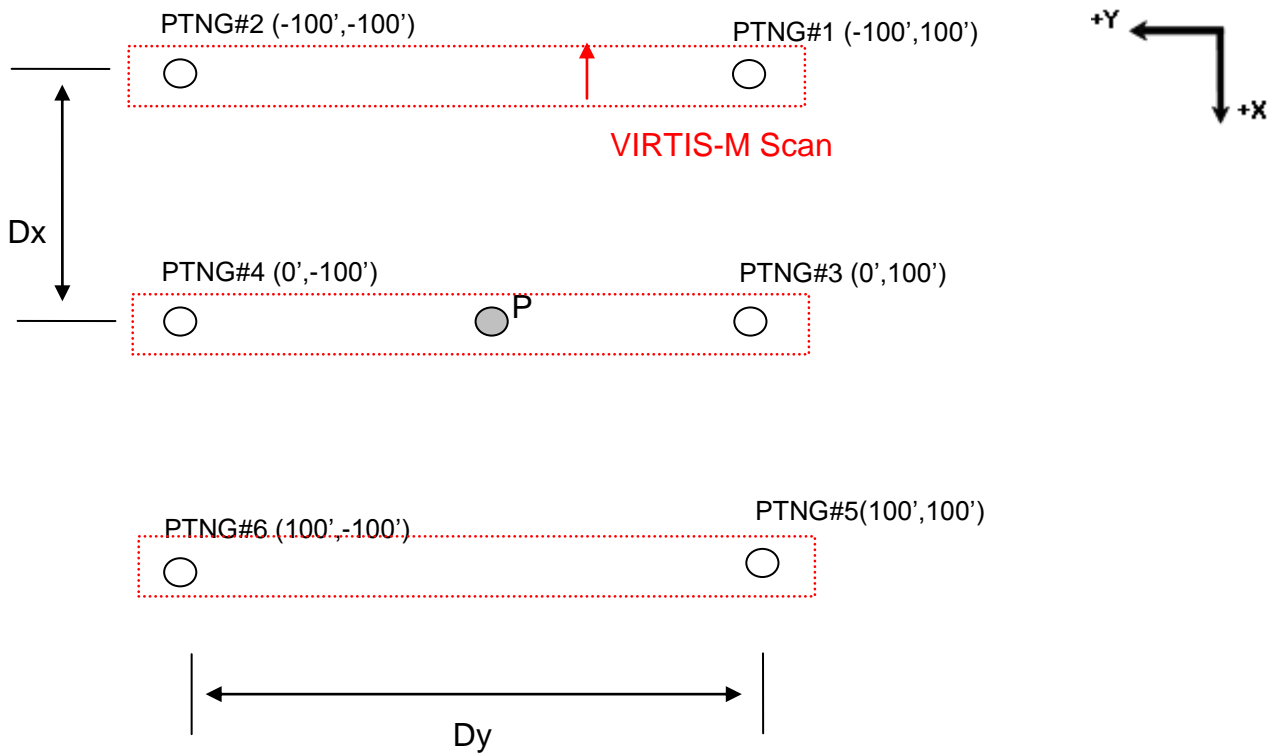 PTNG#2 (-100’,-100’)
PTNG#1 (-100’,100’)
+Y
+X
VIRTIS-M Scan
Dx
PTNG#4 (0’,-100’)
PTNG#3 (0’,100’)
P
PTNG#6 (100’,-100’)
PTNG#5(100’,100’)
Dy